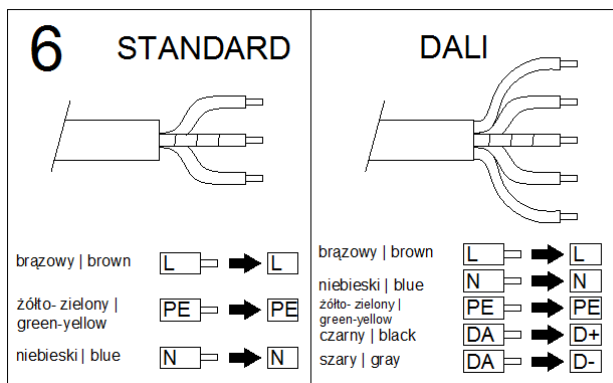 6 STANDARD
brązowy | brown L L
żółto- zielony |
green-yellow PE PE
niebieski | blue N N
DALI
brązowy | brown L L
niebieski | blue N N
żółto- zielony |
green-yellow PE PE
czarny | black DA D+
szary | gray DA D-